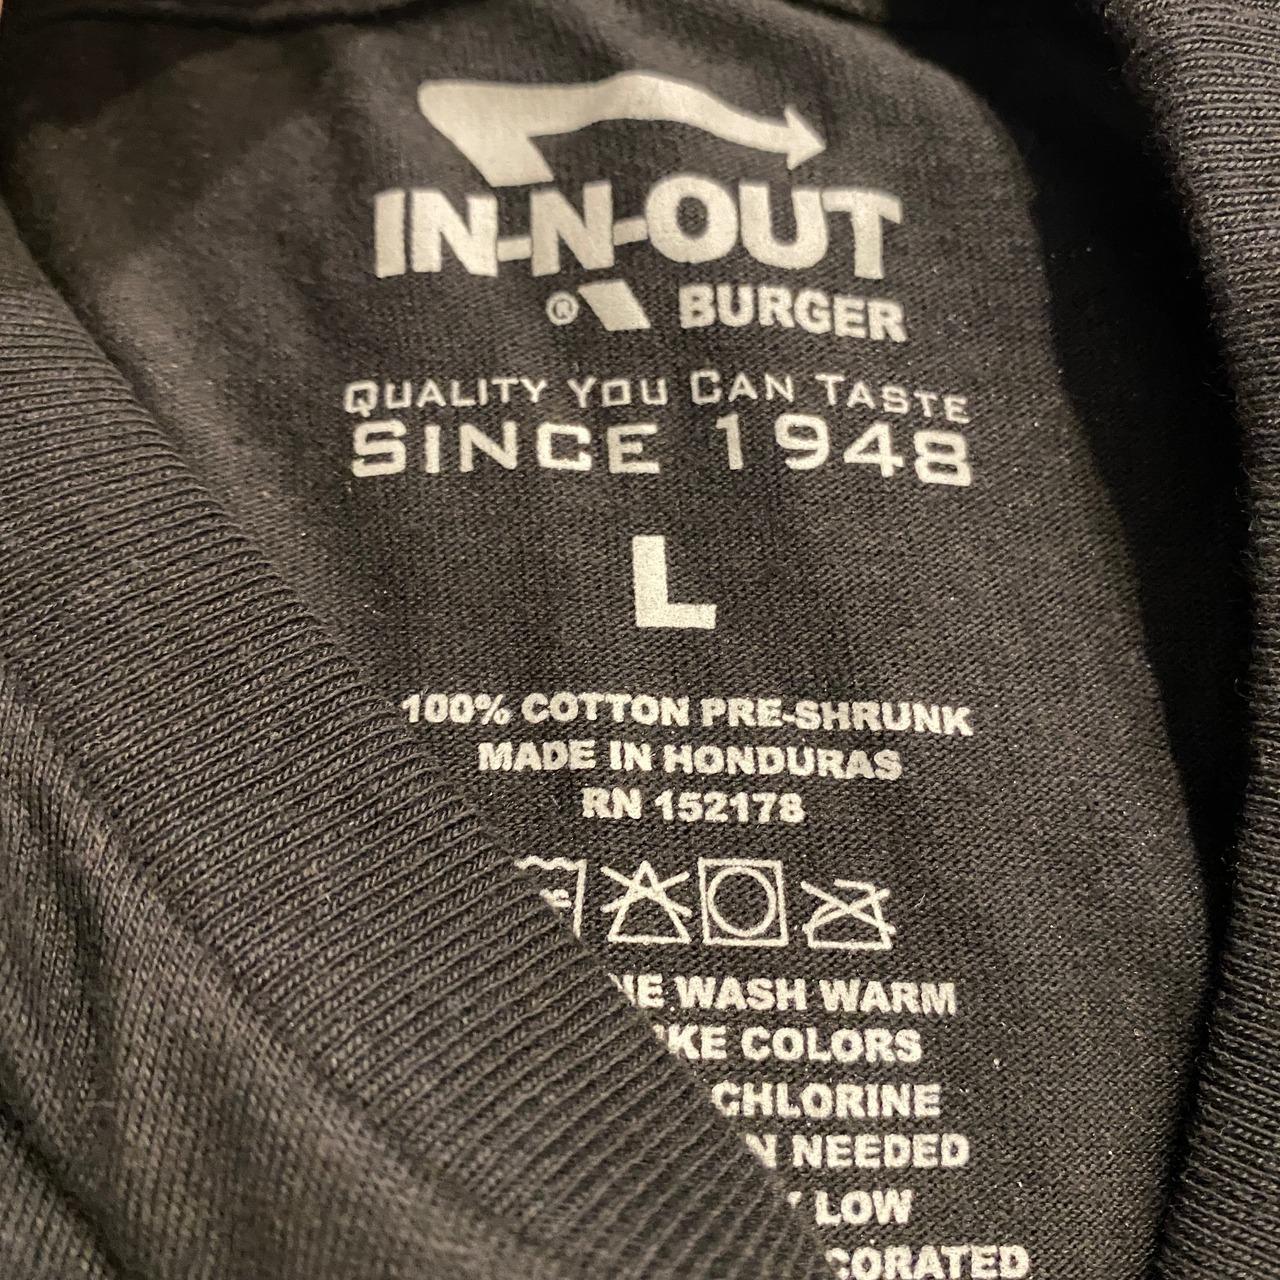 IN-N-OUT
® BURGER
QUALITY YOU CAN TASTE
SINCE 1948
L
100% COTTON PRE-SHRUNK
MADE IN HONDURAS
RN 152178
WASH WARM
COLORS
CHLORINE
NEEDED
LOW